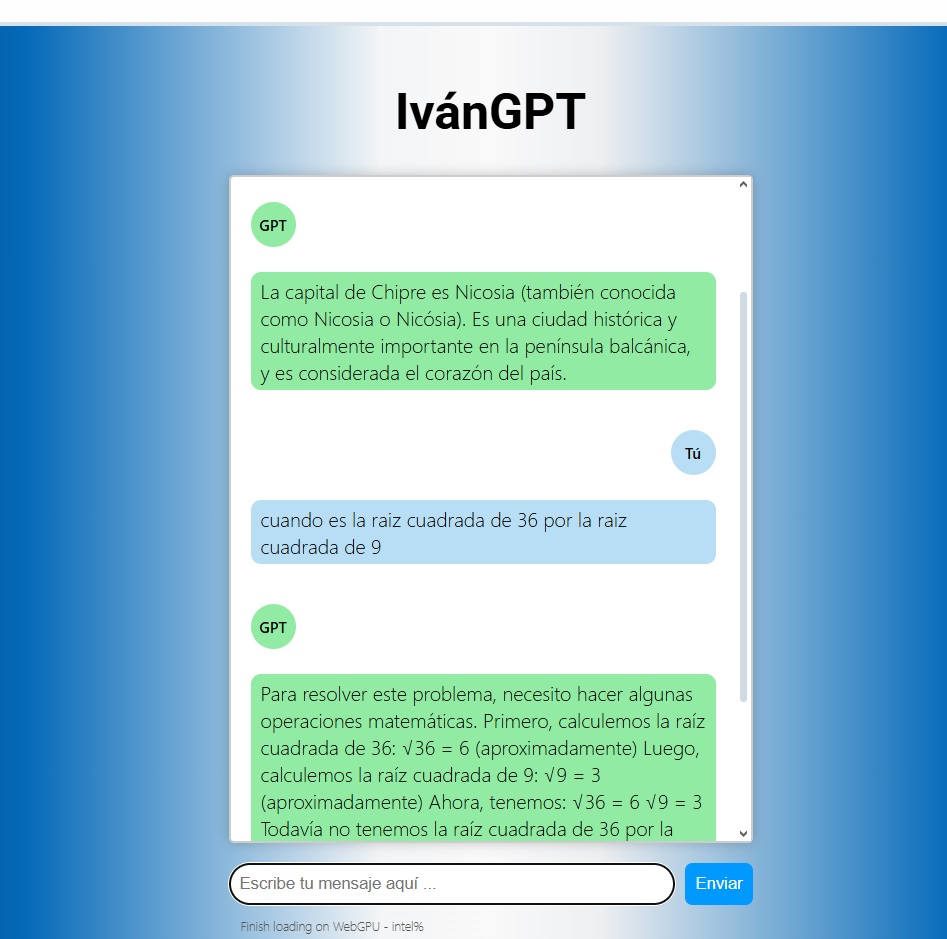 IvánGPT
GPT
La capital de Chipre es Nicosia (también conocida
como Nicosia o Nicósia). Es una ciudad histórica y
culturalmente importante en la península balcánica,
y es considerada el corazón del país.
Tú
cuando es la raiz cuadrada de 36 por la raiz
cuadrada de 9
GPT
Para resolver este problema, necesito hacer algunas
operaciones matemáticas. Primero, calculemos la raíz
cuadrada de 36: √36 = 6 (aproximadamente) Luego,
calculemos la raíz cuadrada de 9: √9 = 3
(aproximadamente) Ahora, tenemos: √36 = 6 √9 = 3
Todavía no tenemos la raíz cuadrada de 36 por la
Escribe tu mensaje aquí ...
Enviar
Finish loading on WebGPU - intel%